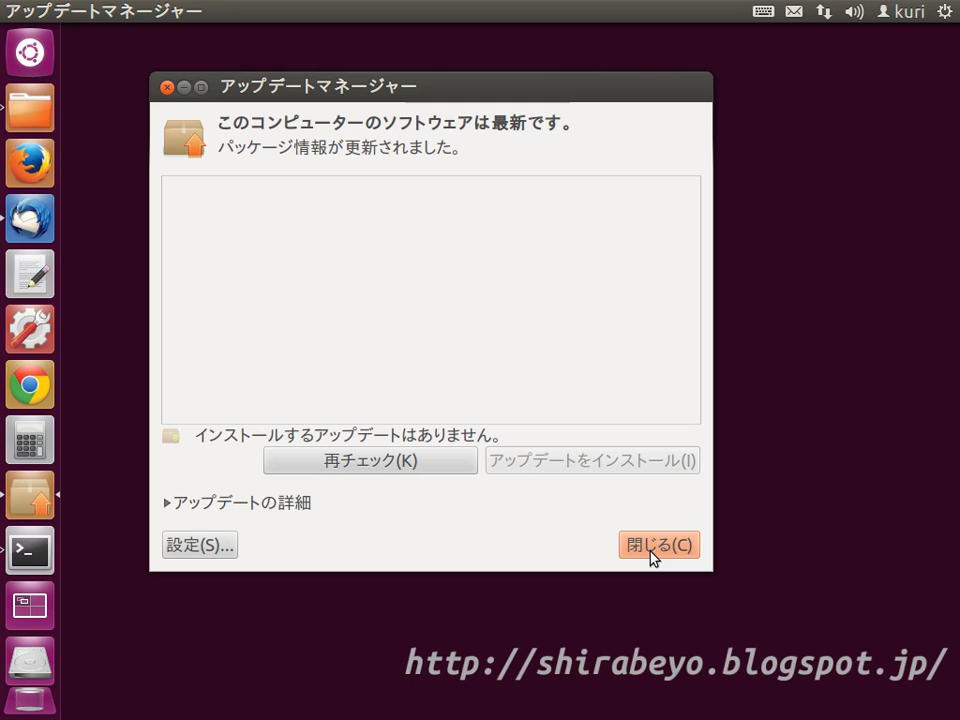 アップデートマネージャー
kuri
アップデートマネージャー
このコンピューターのソフトウェアは最新です。
パッケージ情報が更新されました。
インストールするアップデートはありません。
再チェック(K)
アップデートをインストール(I)
アップデートの詳細
設定(S)...
閉じる(C)
http://shirabeyo.blogspot.jp/